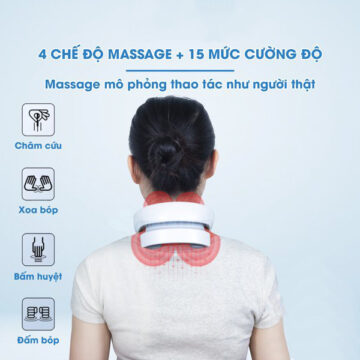 4 CHẾ ĐỘ MASSAGE + 15 MỨC CƯỜNG ĐỘ
Massage mô phỏng thao tác như người thật
Châm cứu
Xoa bóp
Bấm huyệt
Đấm bóp